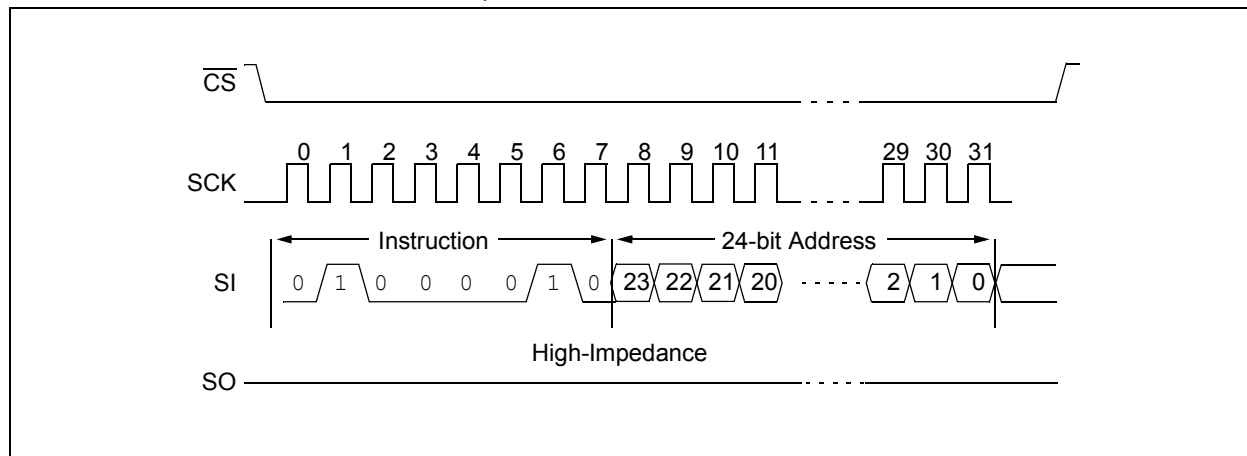 CS
0 1 2 3 4 5 6 7 8 9 10 11 29 30 31
SCK
Instruction 24-bit Address
SI 0 1 0 0 0 0 1 0 23 22 21 20 2 1 0
High-Impedance
SO